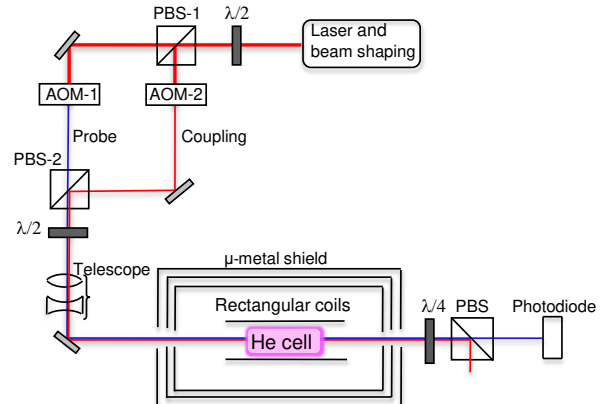 PBS-1
λ/2
Laser and
beam shaping
AOM-1
AOM-2
Probe
Coupling
PBS-2
λ/2
Telescope
μ-metal shield
Rectangular coils
He cell
λ/4
PBS
Photodiode